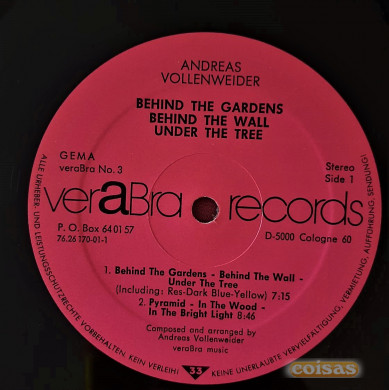 ANDREAS
VOLLENWEIDER
BEHIND THE GARDENS
BEHIND THE WALL
UNDER THE TREE
GEMA
veraBra No. 3
Stereo
Side 1
veraBra records
P. O. Box 64 01 57
76.26 170-01-1
D-5000 Cologne 60
1. Behind The Gardens - Behind The Wall -
Under The Tree
(Including: Res-Dark Blue-Yellow) 7:15
2. Pyramid - In The Wood -
In The Bright Light 8:46
Composed and arranged by
Andreas Vollenweider
veraBra music
33
ALLE URHEBER- UND LEISTUNGSSCHUTZRECHTE VORBEHALTEN KEIN VERLEIH! KEINE UNERLAUBTE VERVIELFÄLTIGUNG, VERMIETUNG, AUFFÜHRUNG, SENDUNG!
coisas